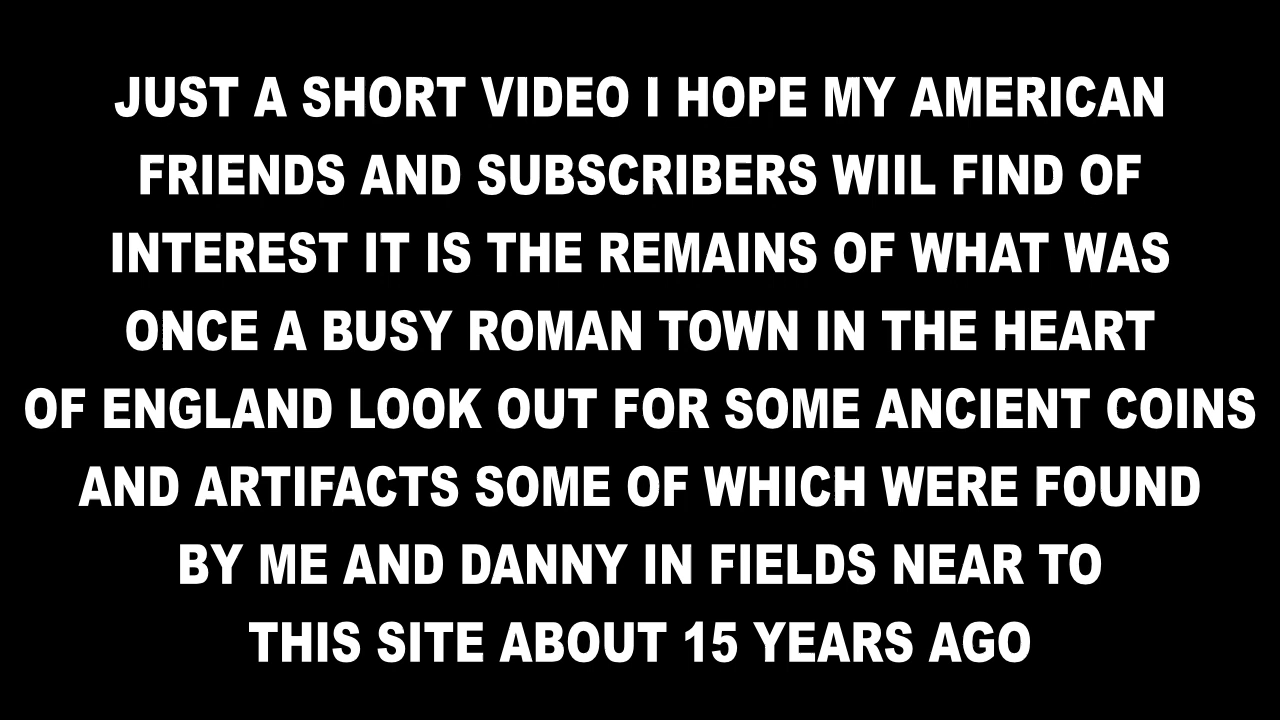 JUST A SHORT VIDEO I HOPE MY AMERICAN
FRIENDS AND SUBSCRIBERS WIIL FIND OF
INTEREST IT IS THE REMAINS OF WHAT WAS
ONCE A BUSY ROMAN TOWN IN THE HEART
OF ENGLAND LOOK OUT FOR SOME ANCIENT COINS
AND ARTIFACTS SOME OF WHICH WERE FOUND
BY ME AND DANNY IN FIELDS NEAR TO
THIS SITE ABOUT 15 YEARS AGO